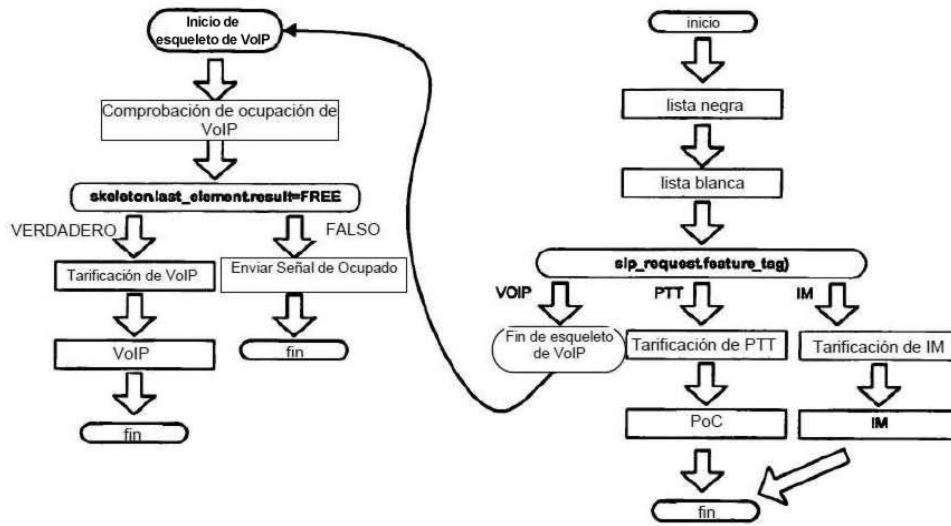 Inicio de
esqueleto de VoIP
Comprobación de ocupación de
VoIP
skeleton.last_element.result=FREE
VERDADERO
FALSO
Tarificación de VoIP
Enviar Señal de Ocupado
VoIP
fin
fin
inicio
lista negra
lista blanca
sip_request.feature_tag)
VOIP
PTT
IM
Fin de esqueleto
de VoIP
Tarificación de PTT
Tarificación de IM
PoC
IM
fin